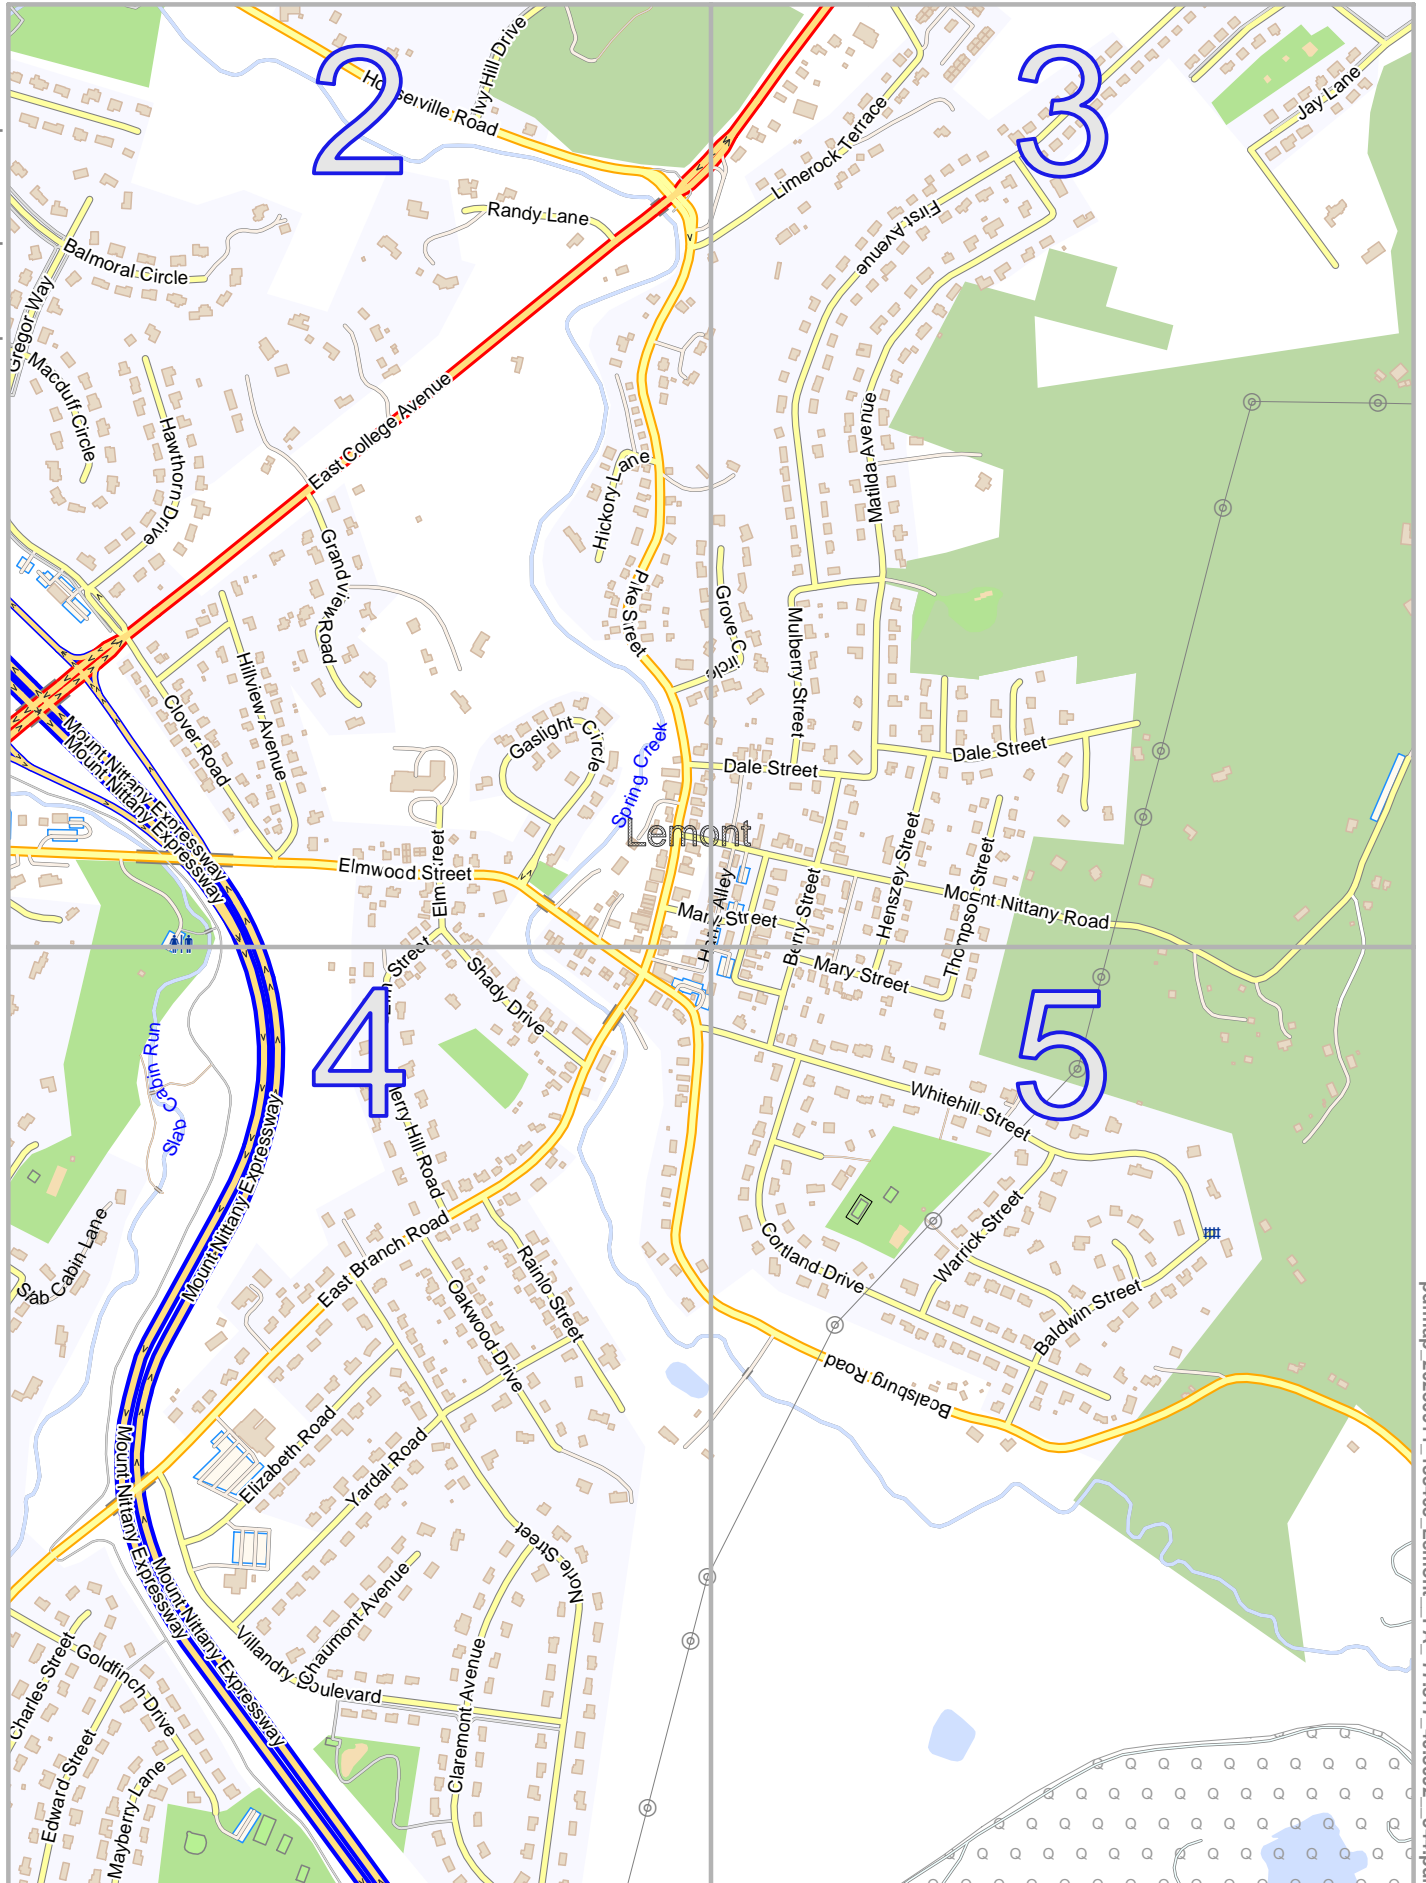 2
3
Houserville Road
Ivy Hill Drive
Limerock Terrace
Jay Lane
First Avenue
Randy Lane
Balmoral Circle
Gregor Way
Macduff Circle
Hawthorn Drive
East College Avenue
Matilda Avenue
Hickory Lane
Grandview Road
Pike Street
Grove Circle
Mulberry Street
Hillview Avenue
Clover Road
Gaslight Circle
Spring Creek
Dale Street
Dale Street
Mount Nittany Expressway
Mount Nittany Expressway
Lemont
Elmwood Street
Elm Street
Berry Street
Henszey Street
Thompson Street
Mount Nittany Road
Mary Street
Mary Street
4
5
Shady Drive
Slab Cabin Run
Whitehill Street
Mount Nittany Expressway
Slab Cabin Lane
East Branch Road
Rainlo Street
Oakwood Drive
Cortland Drive
Warrick Street
Baldwin Street
Boalsburg Road
Elizabeth Road
Yardal Road
Norle Street
Mount Nittany Expressway
Mount Nittany Expressway
Chaumont Avenue
Villandry Boulevard
Claremont Avenue
Charles Street
Goldfinch Drive
Edward Street
Mayberry Lane